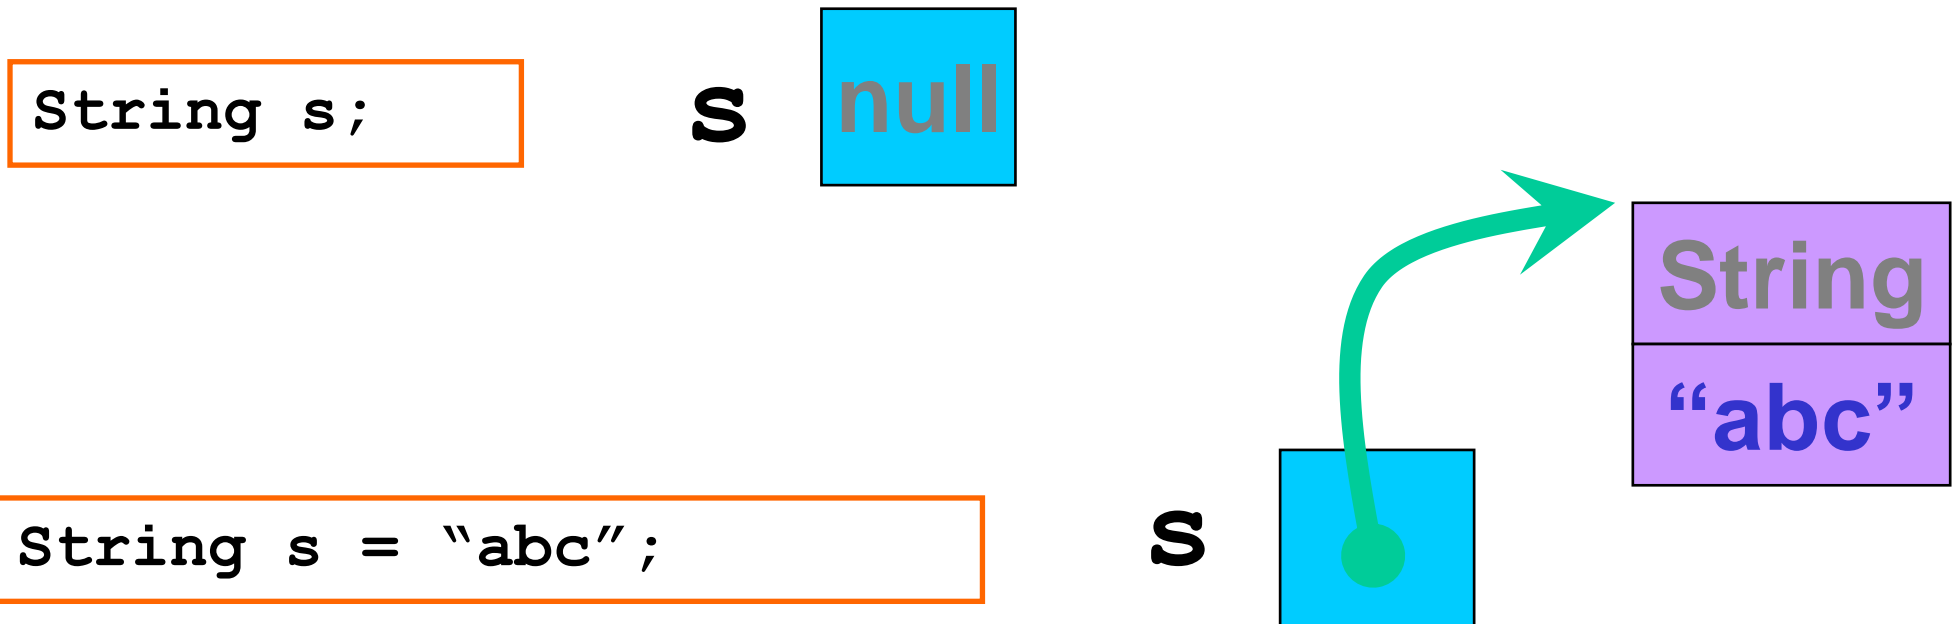 String s;
s
null
String
“abc”
String s = “abc”;
s